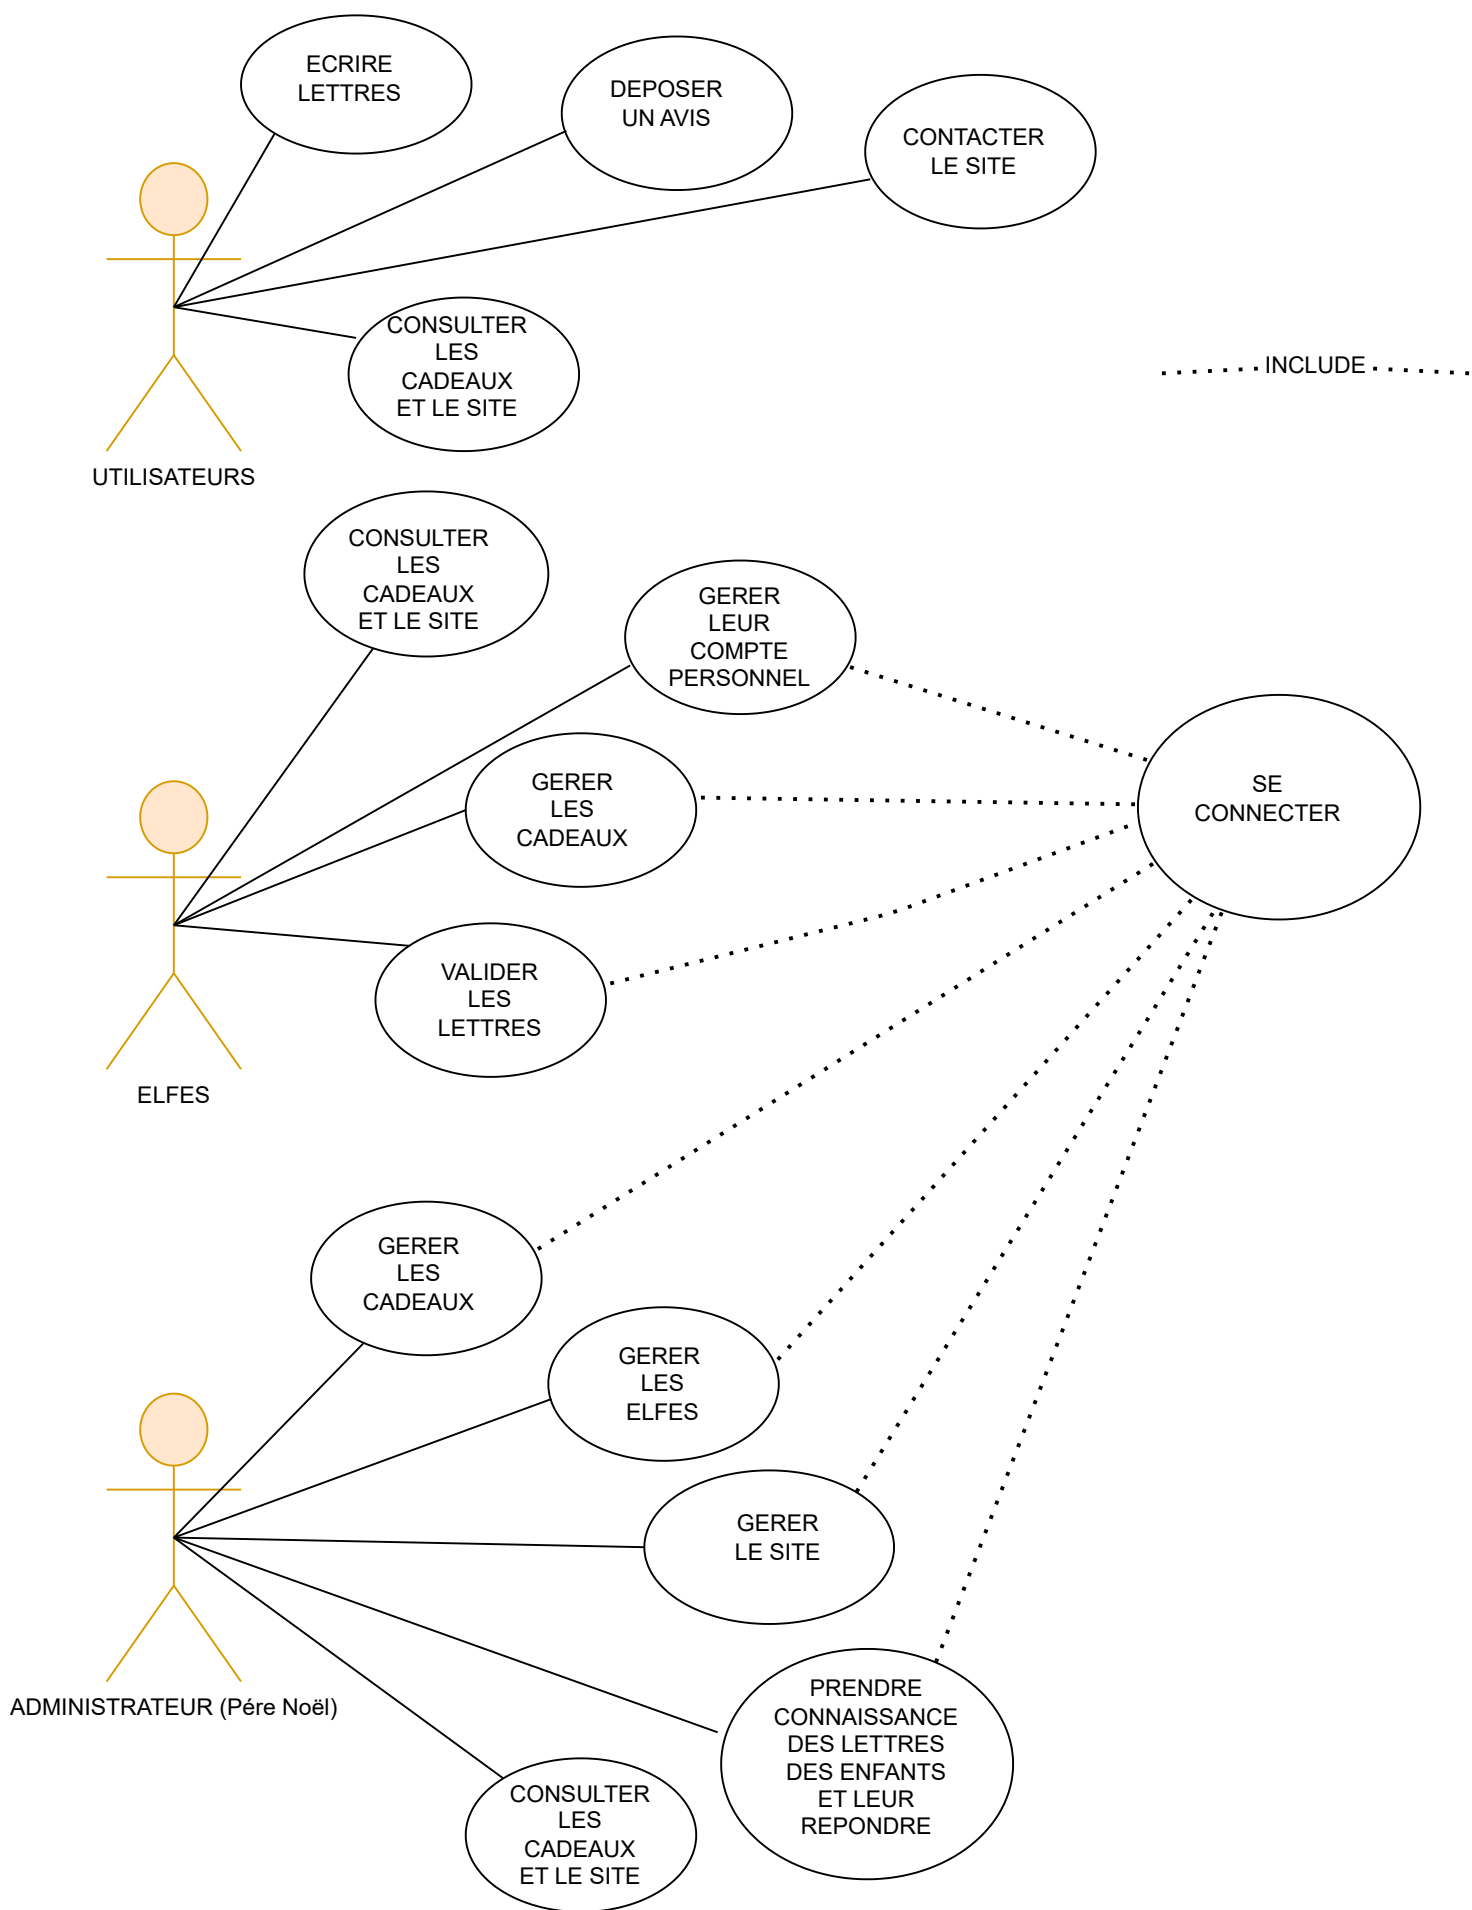 ECRIRE
LETTRES
DEPOSER
UN AVIS
CONTACTER
LE SITE
CONSULTER
LES
CADEAUX
ET LE SITE
INCLUDE
UTILISATEURS
CONSULTER
LES
CADEAUX
ET LE SITE
GERER
LEUR
COMPTE
PERSONNEL
GERER
LES
CADEAUX
SE
CONNECTER
VALIDER
LES
LETTRES
ELFES
GERER
LES
CADEAUX
GERER
LES
ELFES
GERER
LE SITE
ADMINISTRATEUR (Pére Noël)
PRENDRE
CONNAISSANCE
DES LETTRES
DES ENFANTS
ET LEUR
REPONDRE
CONSULTER
LES
CADEAUX
ET LE SITE